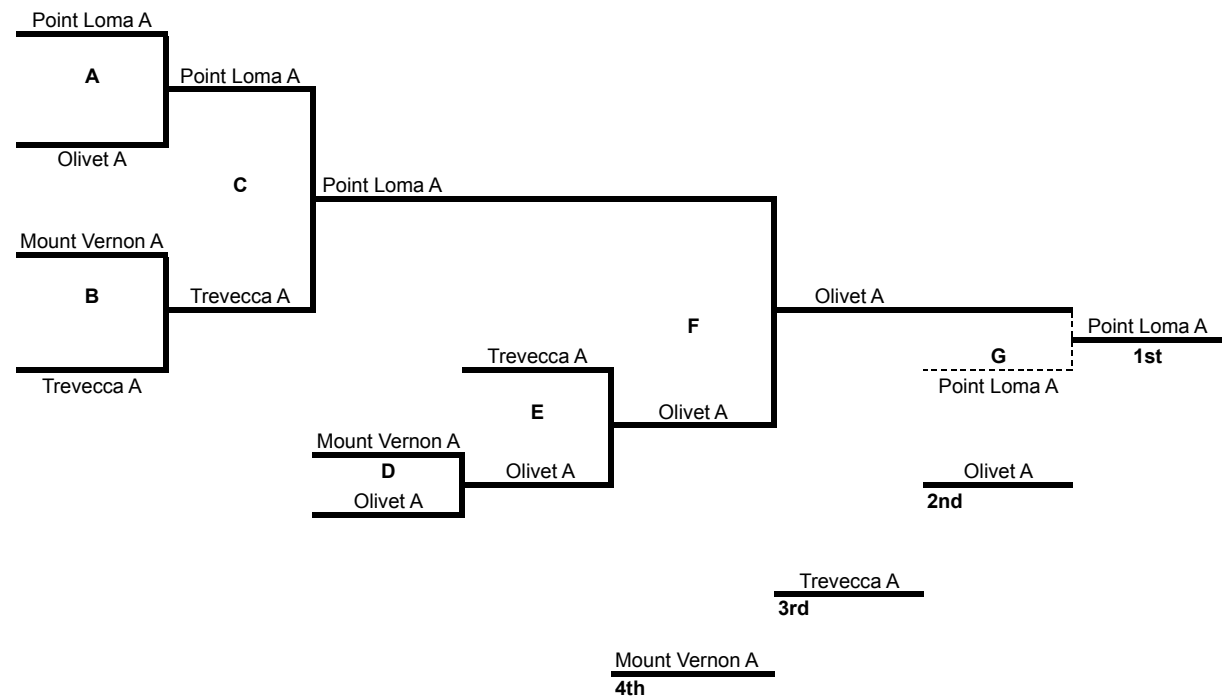 Point Loma A
A
Point Loma A
Olivet A
C
Point Loma A
Mount Vernon A
B
Trevecca A
Olivet A
F
Point Loma A
1st
Trevecca A
G
Trevecca A
Point Loma A
E
Olivet A
Mount Vernon A
D
Olivet A
Olivet A
2nd
Olivet A
Trevecca A
3rd
Mount Vernon A
4th